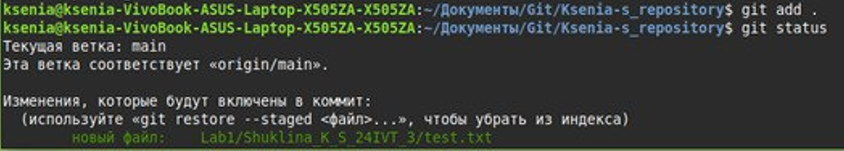 ksenia@ksenia-VivoBook-ASUS-Laptop-X505ZA-X505ZA:~/Документы/Git/Ksenia-s_repository$ git add .
ksenia@ksenia-VivoBook-ASUS-Laptop-X505ZA-X505ZA:~/Документы/Git/Ksenia-s_repository$ git status
Текущая ветка: main
Эта ветка соответствует «origin/main».
Изменения, которые будут включены в коммит:
(используйте «git restore --staged <файл>...», чтобы убрать из индекса)
новый файл: Lab1/Shuklina_K_S_24IVT_3/test.txt